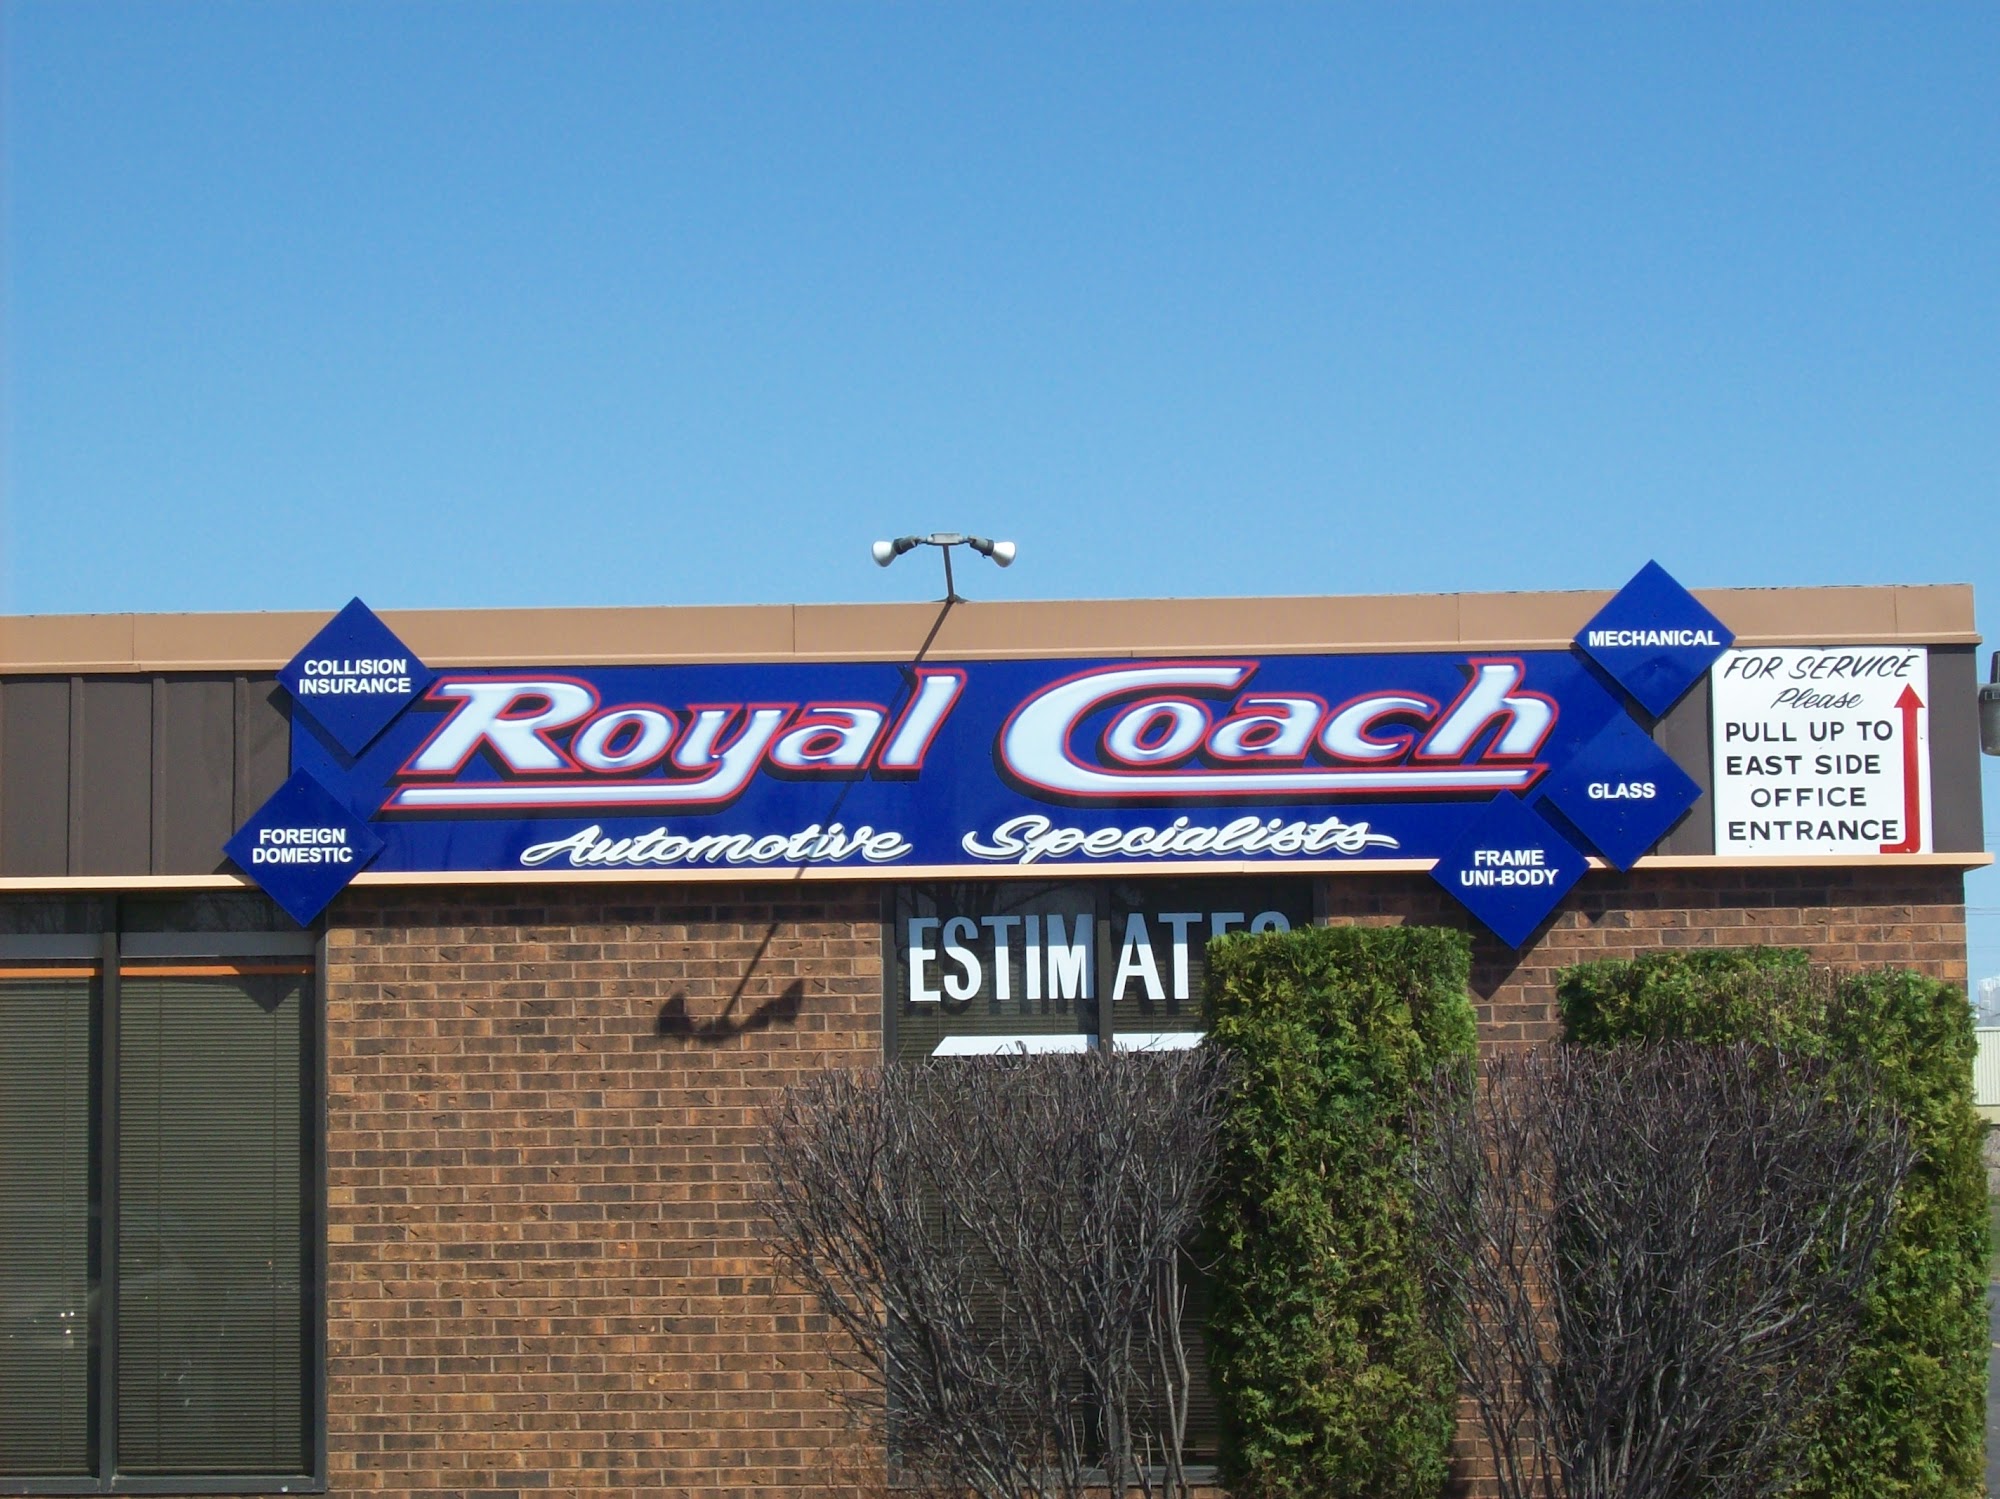 COLLISION
INSURANCE
FOREIGN
DOMESTIC
Royal Coach
Automotive Specialists
MECHANICAL
GLASS
FRAME
UNI-BODY
FOR SERVICE
Please
PULL UP TO
EAST SIDE
OFFICE
ENTRANCE
ESTIMATES